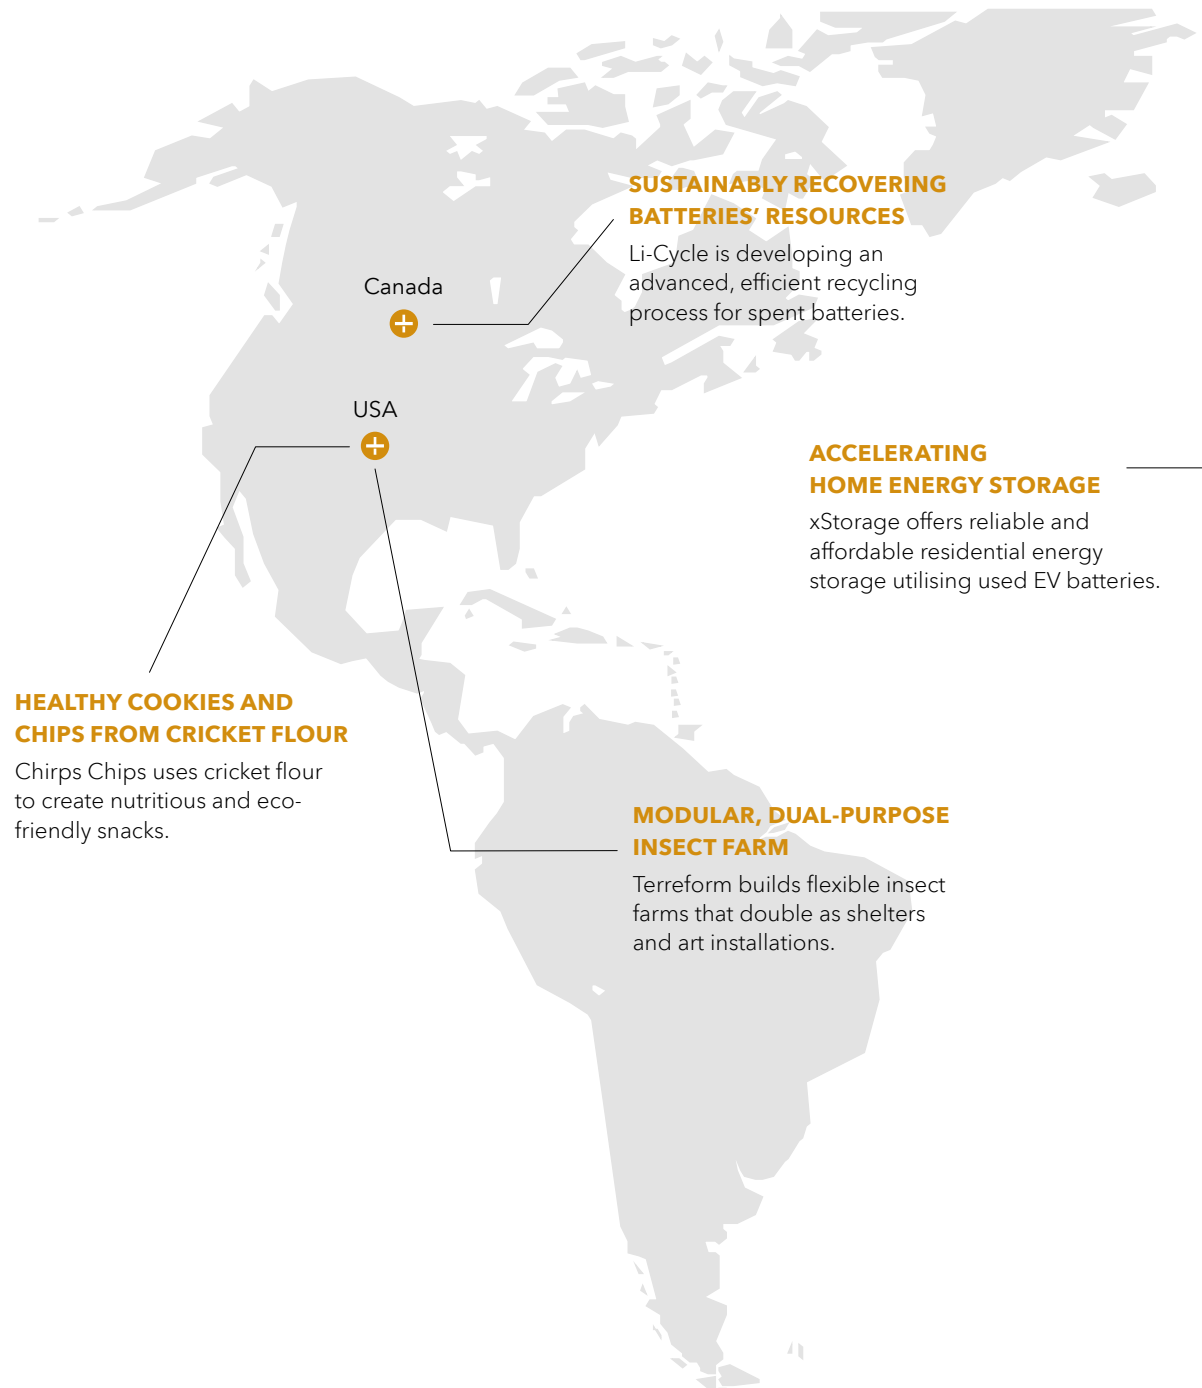 SUSTAINABLY RECOVERING
BATTERIES’ RESOURCES
Li-Cycle is developing an
advanced, efficient recycling
process for spent batteries.
Canada
USA
ACCELERATING
HOME ENERGY STORAGE
xStorage offers reliable and
affordable residential energy
storage utilising used EV batteries.
HEALTHY COOKIES AND
CHIPS FROM CRICKET FLOUR
Chirps Chips uses cricket flour
to create nutritious and eco-
friendly snacks.
MODULAR, DUAL-PURPOSE
INSECT FARM
Terreform builds flexible insect
farms that double as shelters
and art installations.